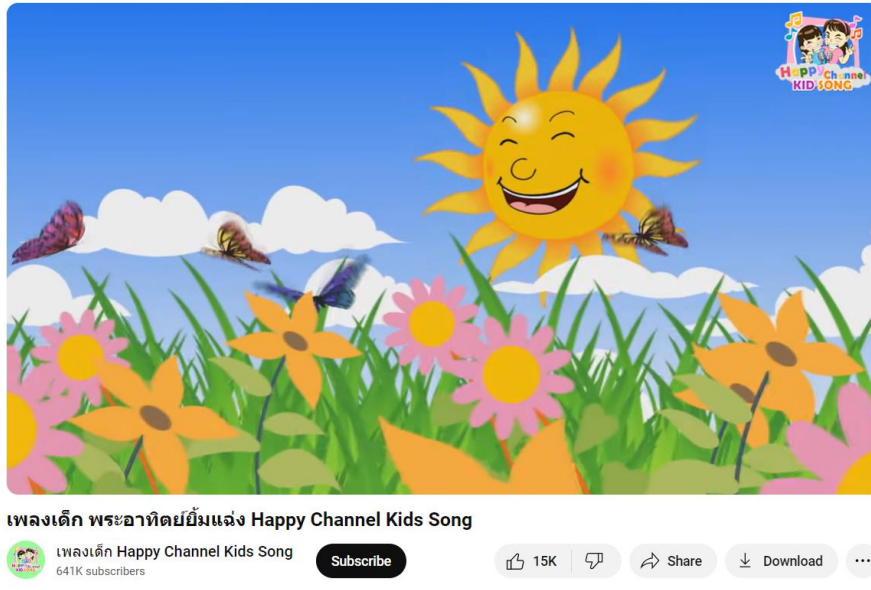 Happy Channel
KID SONG
เพลงเด็ก พระอาทิตย์ยิ้มแฉ่ง Happy Channel Kids Song
เพลงเด็ก Happy Channel Kids Song
641K subscribers
Subscribe
15K
Share
Download